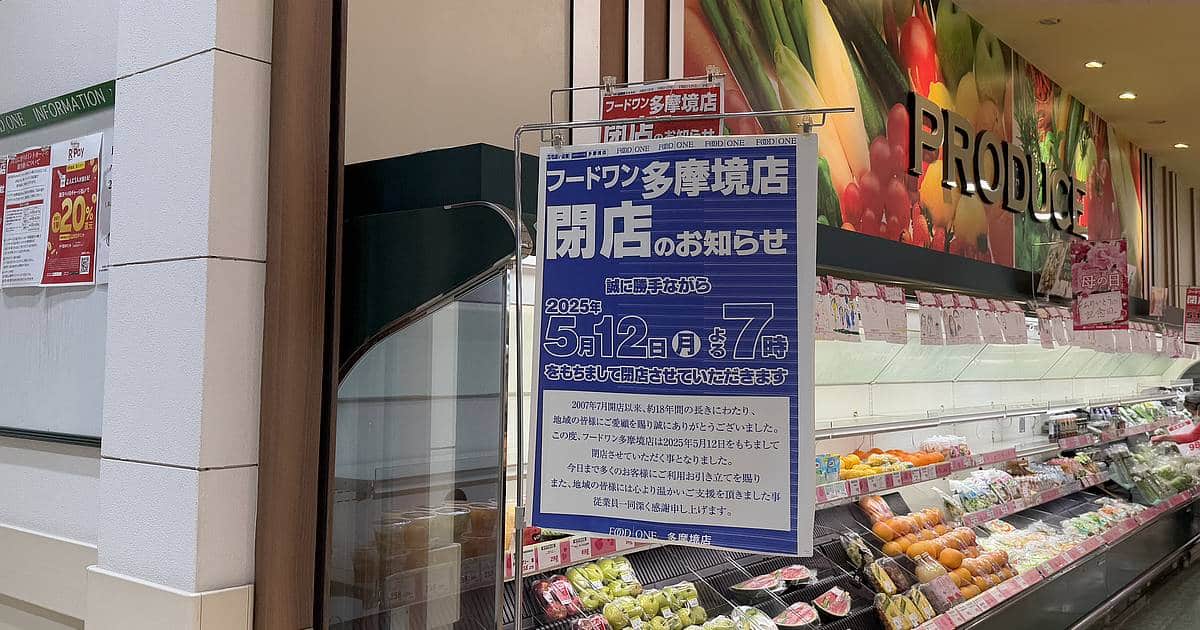 FOOD ONE INFORMATION
R Pay
20%
フードワン多摩境店
閉店のお知らせ
FOOD ONE FOOD ONE FOOD ONE FOOD ONE
フードワン多摩境店
閉店のお知らせ
誠に勝手ながら
2025年
5月12日(月)よる7時
をもちまして閉店させていただきます
2007年7月開店以来、約18年間の長きにわたり、
地域の皆様にご愛顧を賜り誠にありがとうございました。
この度、フードワン多摩境店は2025年5月12日をもちまして
閉店させていただく事となりました。
今日まで多くのお客様にご利用お引き立てを賜り
また、地域の皆様には心より温かいご支援を頂きました事
従業員一同深く感謝申し上げます。
FOOD ONE 多摩境店
PRODUCE
母の日